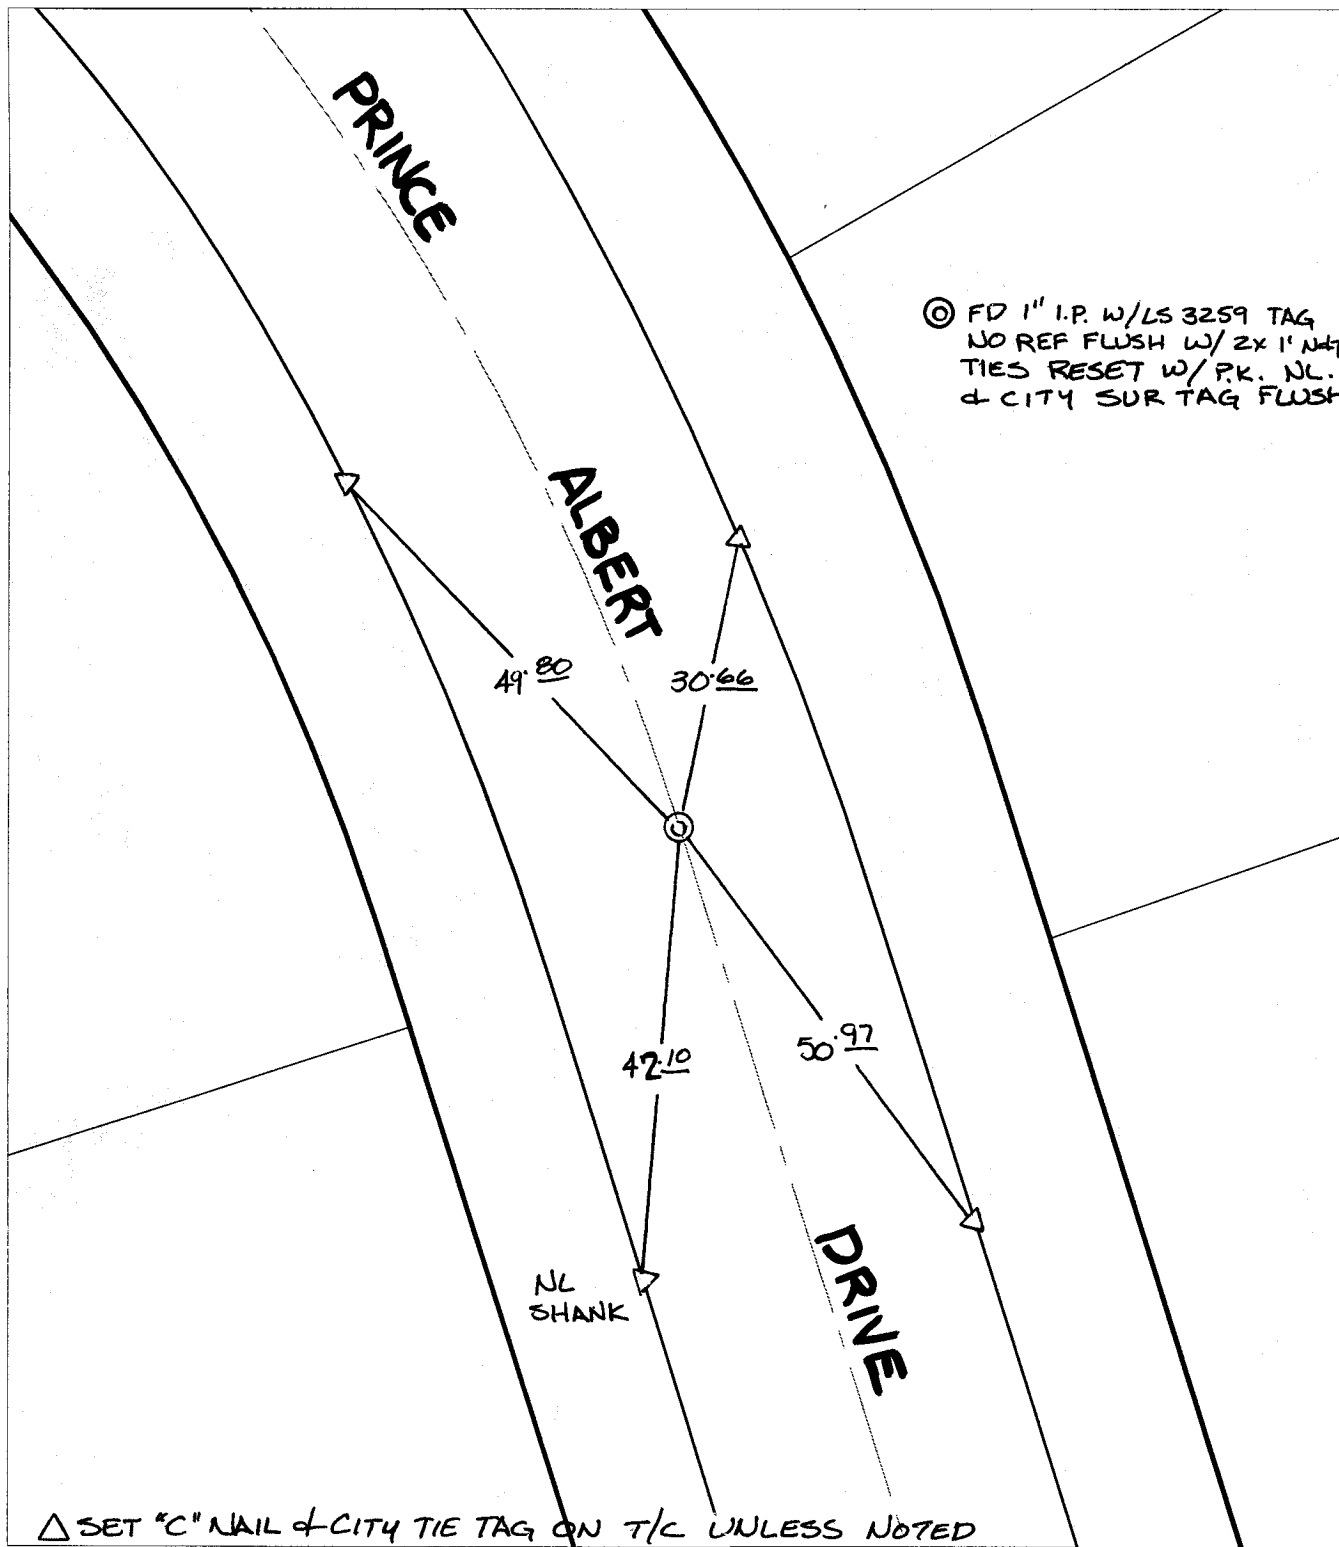 PRINCE
◎ FD 1" I.P. W/LS 3259 TAG
NO REF FLUSH W/ 2X 1'
TIES RESET W/ P.K. NL.
& CITY SUR TAG FLUSH
ALBERT
49.80
30.66
42.10
50.97
DRIVE
NL
SHANK
△ SET "C" NAIL & CITY TIE TAG ON T/C UNLESS NOTED